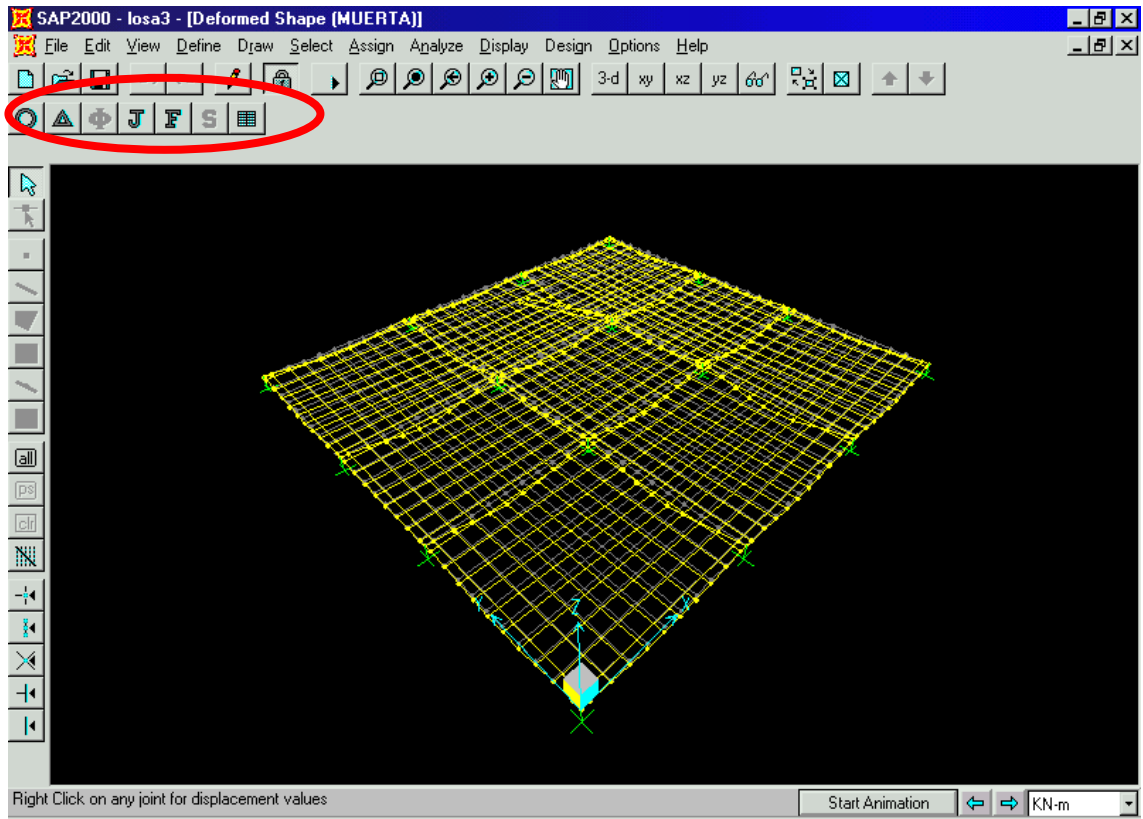 SAP2000 - losa3 - [Deformed Shape (MUERTA)]
File Edit View Define Draw Select Assign Analyze Display Design Options Help
3-d xy xz yz
J F S
all
ps
clr
Z
Right Click on any joint for displacement values
Start Animation
KN-m